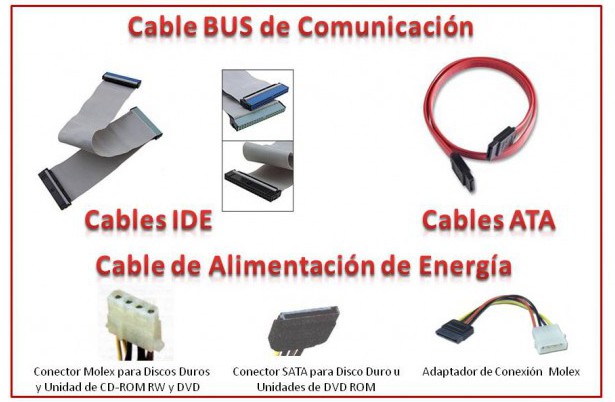 Cable BUS de Comunicación
Cables IDE
Cables ATA
Cable de Alimentación de Energía
Conector Molex para Discos Duros
y Unidad de CD-ROM RW y DVD
Conector SATA para Disco Duro u
Unidades de DVD ROM
Adaptador de Conexión Molex